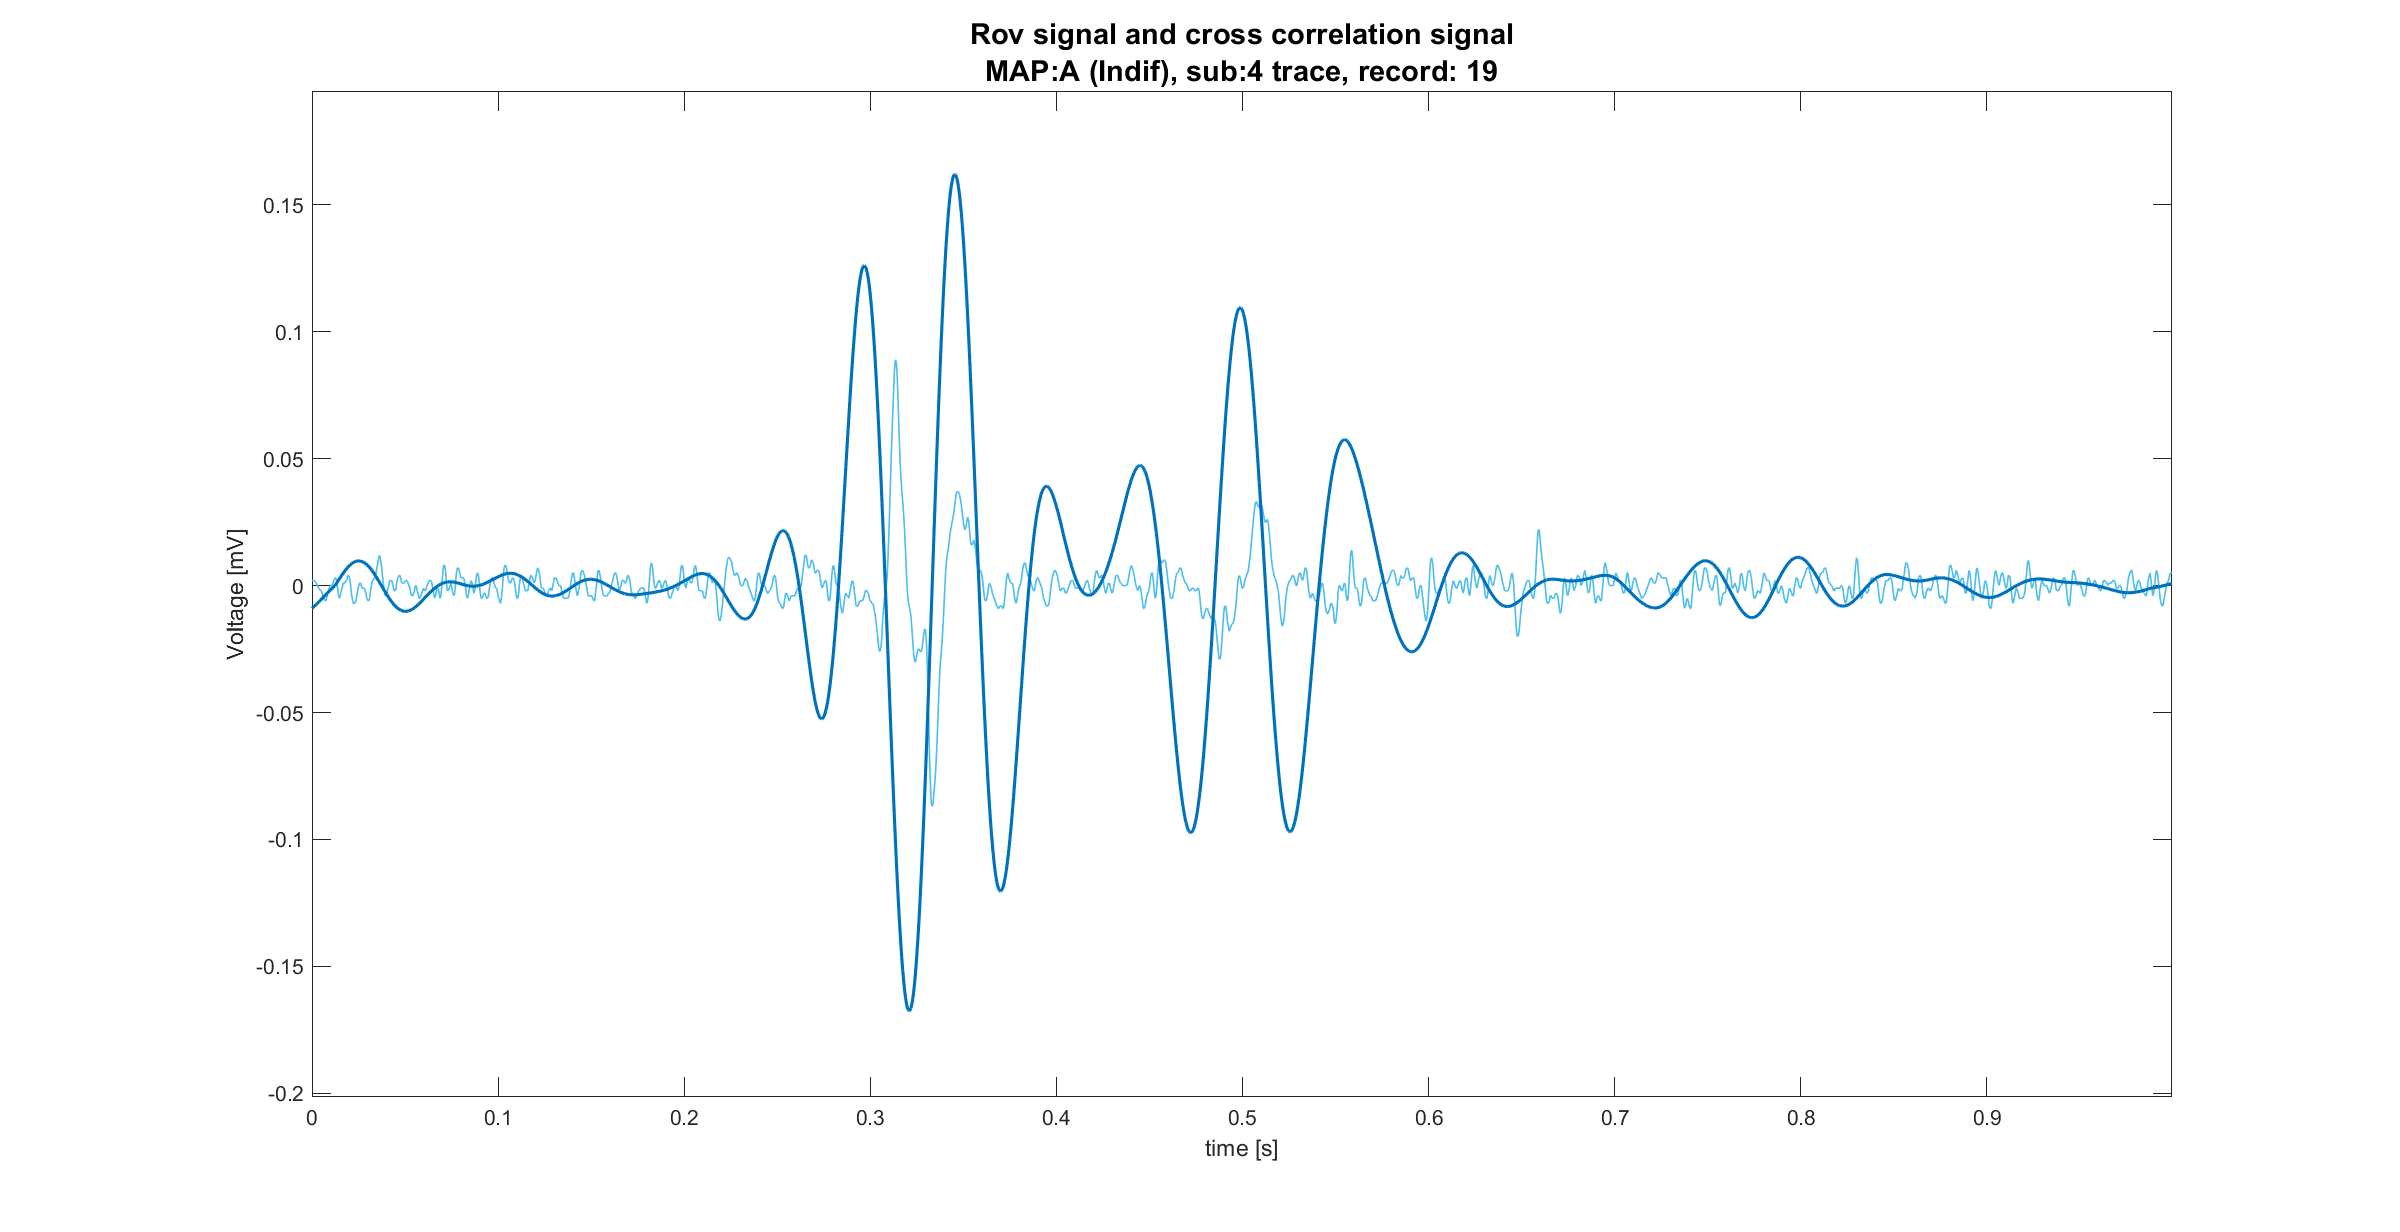 Rov signal and cross correlation signal
MAP:A (Indif), sub:4 trace, record: 19
Voltage [mV]
0.15
0.1
0.05
0
-0.05
-0.1
-0.15
-0.2
0 0.1 0.2 0.3 0.4 0.5 0.6 0.7 0.8 0.9
time [s]